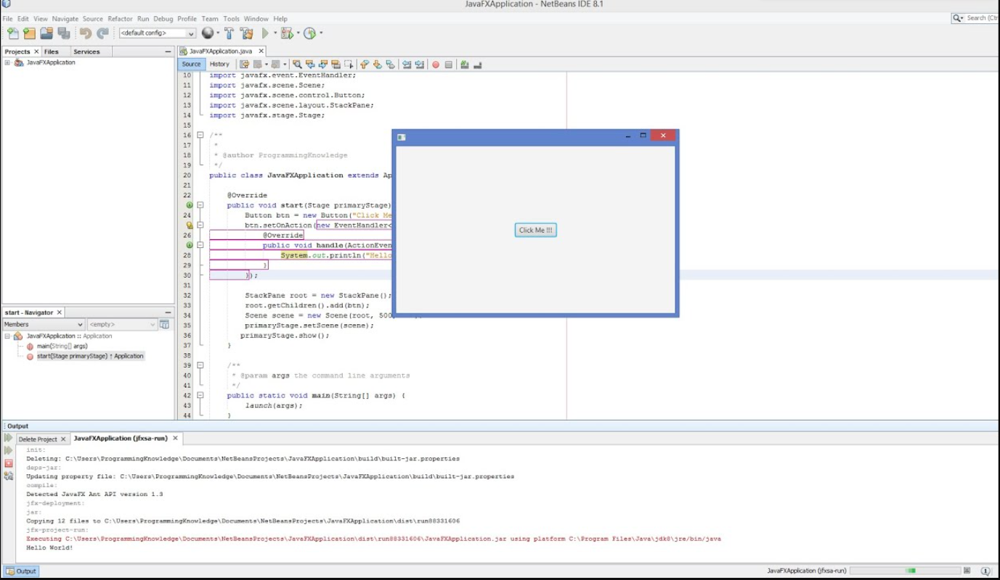 JavaFXApplication - NetBeans IDE 8.1
File Edit View Navigate Source Refactor Run Debug Profile Team Tools Window Help
Search (Ctr
<default config>
Projects Files Services
JavaFXApplication
JavaFXApplication.java
Source History
10 import javafx.event.EventHandler;
11 import javafx.scene.Scene;
12 import javafx.scene.control.Button;
13 import javafx.scene.layout.StackPane;
14 import javafx.stage.Stage;
15
16 /**
17 *
18 * @author ProgrammingKnowledge
19 */
20 public class JavaFXApplication extends Ap
21
22 @Override
public void start(Stage primaryStage)
24 Button btn = new Button("Click Me
btn.setOnAction(new EventHandler<
26 @Override
public void handle(ActionEven
28 System.out.println("Hello
29 }
30 });
31
32 StackPane root = new StackPane();
33 root.getChildren().add(btn);
34 Scene scene = new Scene(root, 500,
35 primaryStage.setScene(scene);
36 primaryStage.show();
37 }
38
39 /**
40 * @param args the command line arguments
41 */
42 public static void main(String[] args) {
43 launch(args);
44 }
Click Me !!!
start - Navigator
Members <empty>
JavaFXApplication :: Application
main(String[] args)
start(Stage primaryStage) ↑ Application
Output
Delete Project JavaFXApplication (jfxsa-run)
init:
Deleting: C:\Users\ProgrammingKnowledge\Documents\NetBeansProjects\JavaFXApplication\build\built-jar.properties
deps-jar:
Updating property file: C:\Users\ProgrammingKnowledge\Documents\NetBeansProjects\JavaFXApplication\build\built-jar.properties
compile:
Detected JavaFX Ant API version 1.3
jfx-deployment:
jar:
Copying 12 files to C:\Users\ProgrammingKnowledge\Documents\NetBeansProjects\JavaFXApplication\dist\run88331606
jfx-project-run:
Executing C:\Users\ProgrammingKnowledge\Documents\NetBeansProjects\JavaFXApplication\dist\run88331606\JavaFXApplication.jar using platform C:\Program Files\Java\jdk8\jre/bin/java
Hello World!
Output
JavaFXApplication (jfxsa-run)